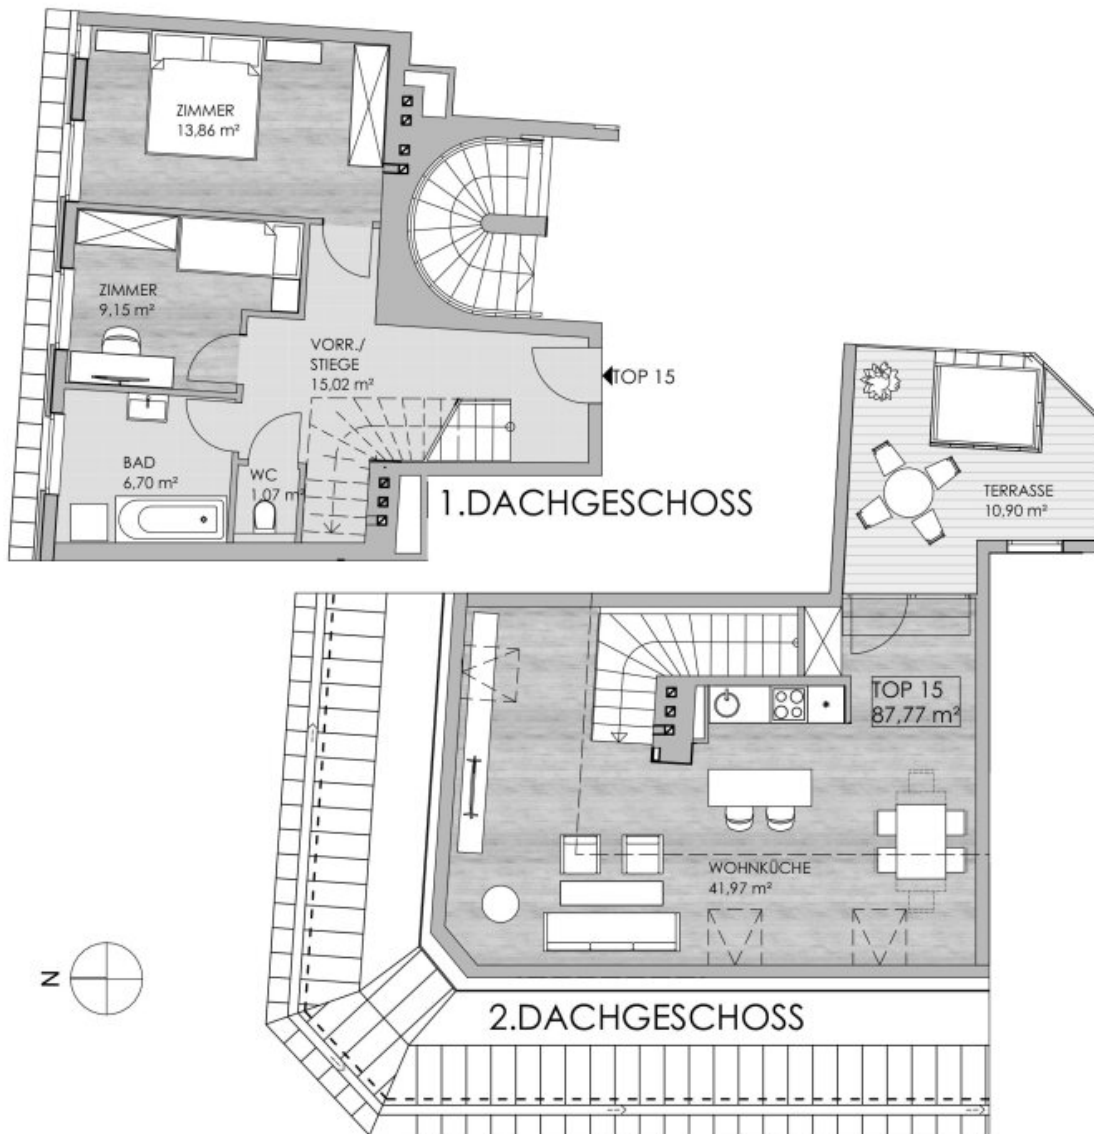 ZIMMER
13,86 m²
ZIMMER
9,15 m²
VORR./
STIEGE
15,02 m²
TOP 15
BAD
6,70 m²
WC
1,07 m²
1.DACHGESCHOSS
TERRASSE
10,90 m²
TOP 15
87,77 m²
WOHNKÜCHE
41,97 m²
N
2.DACHGESCHOSS